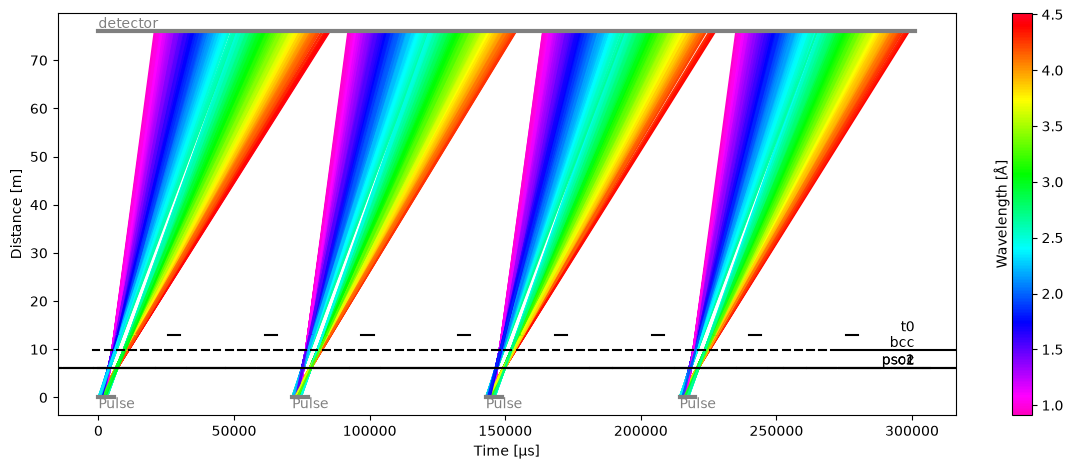 detector
70
60
50
40
30
20
10
0
Distance [m]
t0
bcc
Pulse
Pulse
Pulse
Pulse
0
50000
100000
150000
200000
250000
300000
Time [μs]
4.5
4.0
3.5
3.0
2.5
2.0
1.5
1.0
Wavelength [Å]